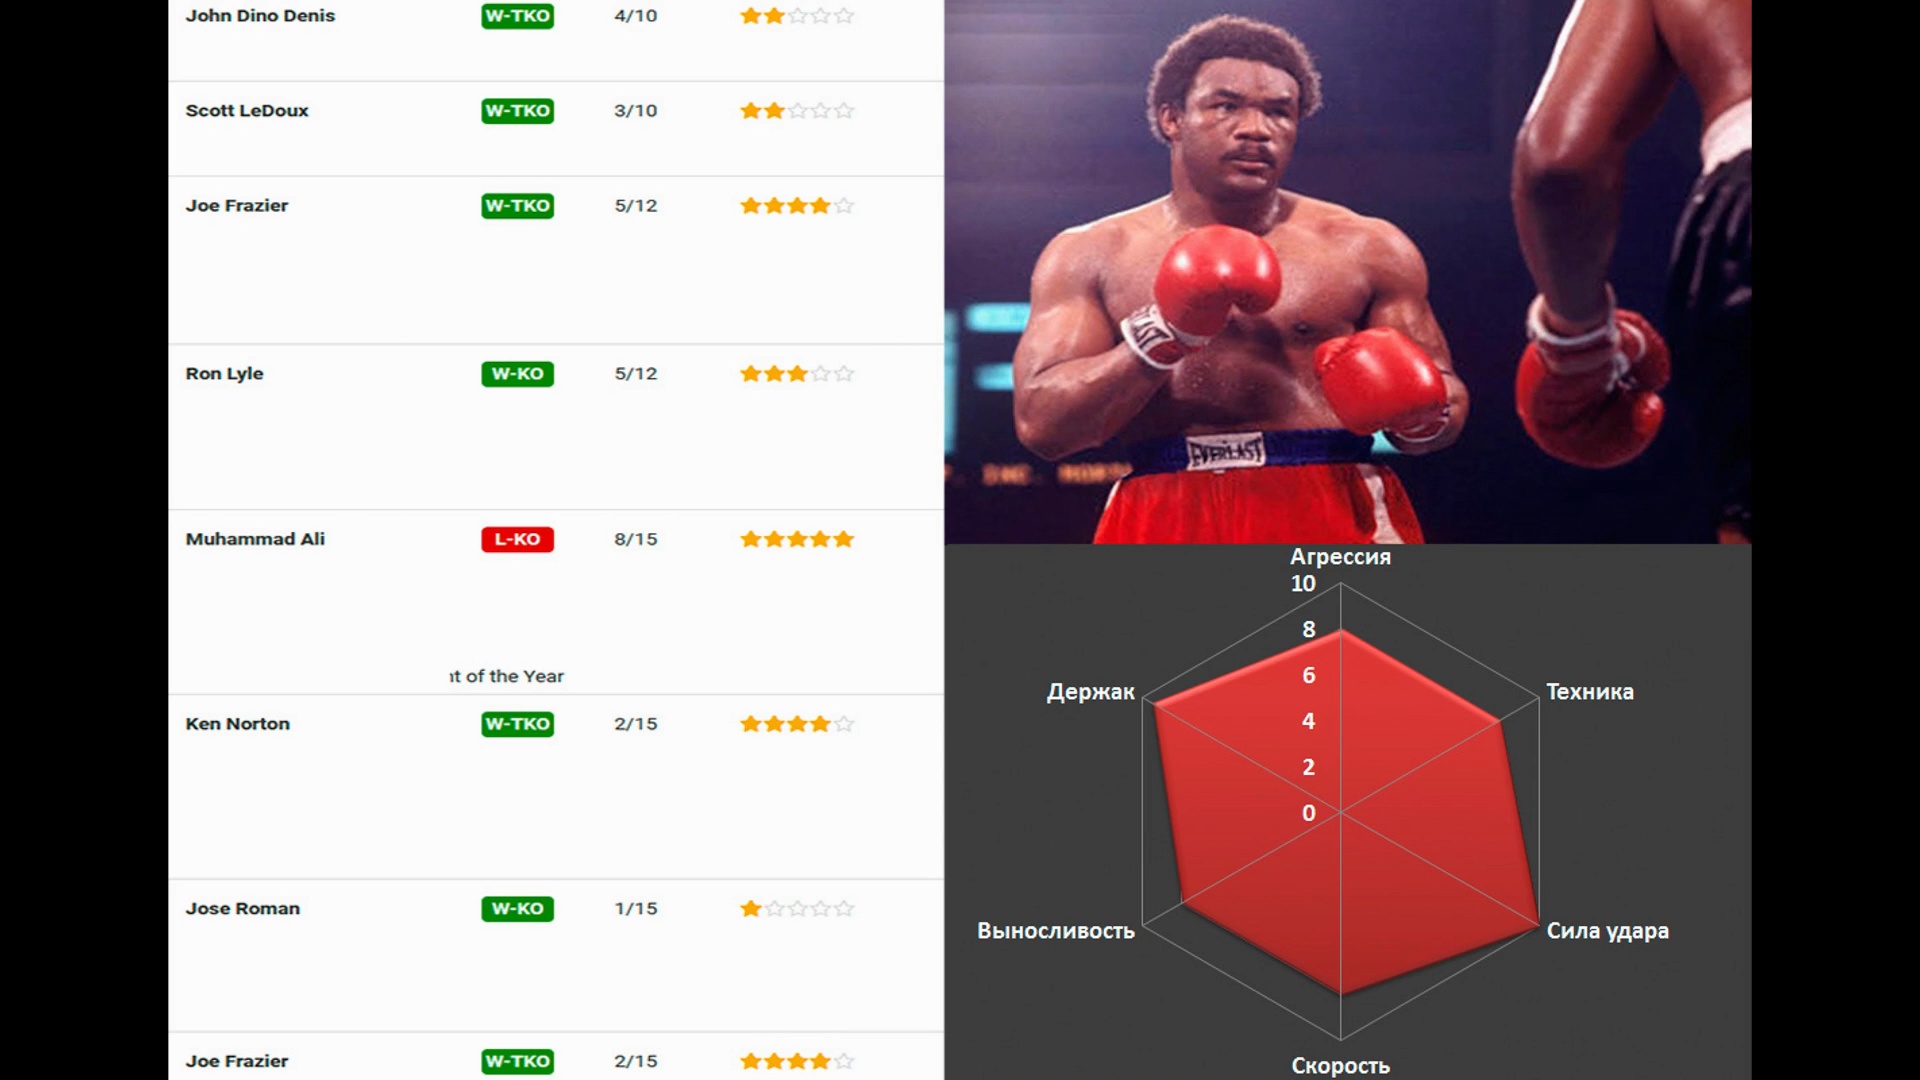 John Dino Denis W-TKO 4/10
Scott LeDoux W-TKO 3/10
Joe Frazier W-TKO 5/12
Ron Lyle W-KO 5/12
Muhammad Ali L-KO 8/15
of the Year
Ken Norton W-TKO 2/15
Jose Roman W-KO 1/15
Joe Frazier W-TKO 2/15
EVERLAST
Агрессия
10
8
6
4
2
0
Держак
Техника
Выносливость
Сила удара
Скорость